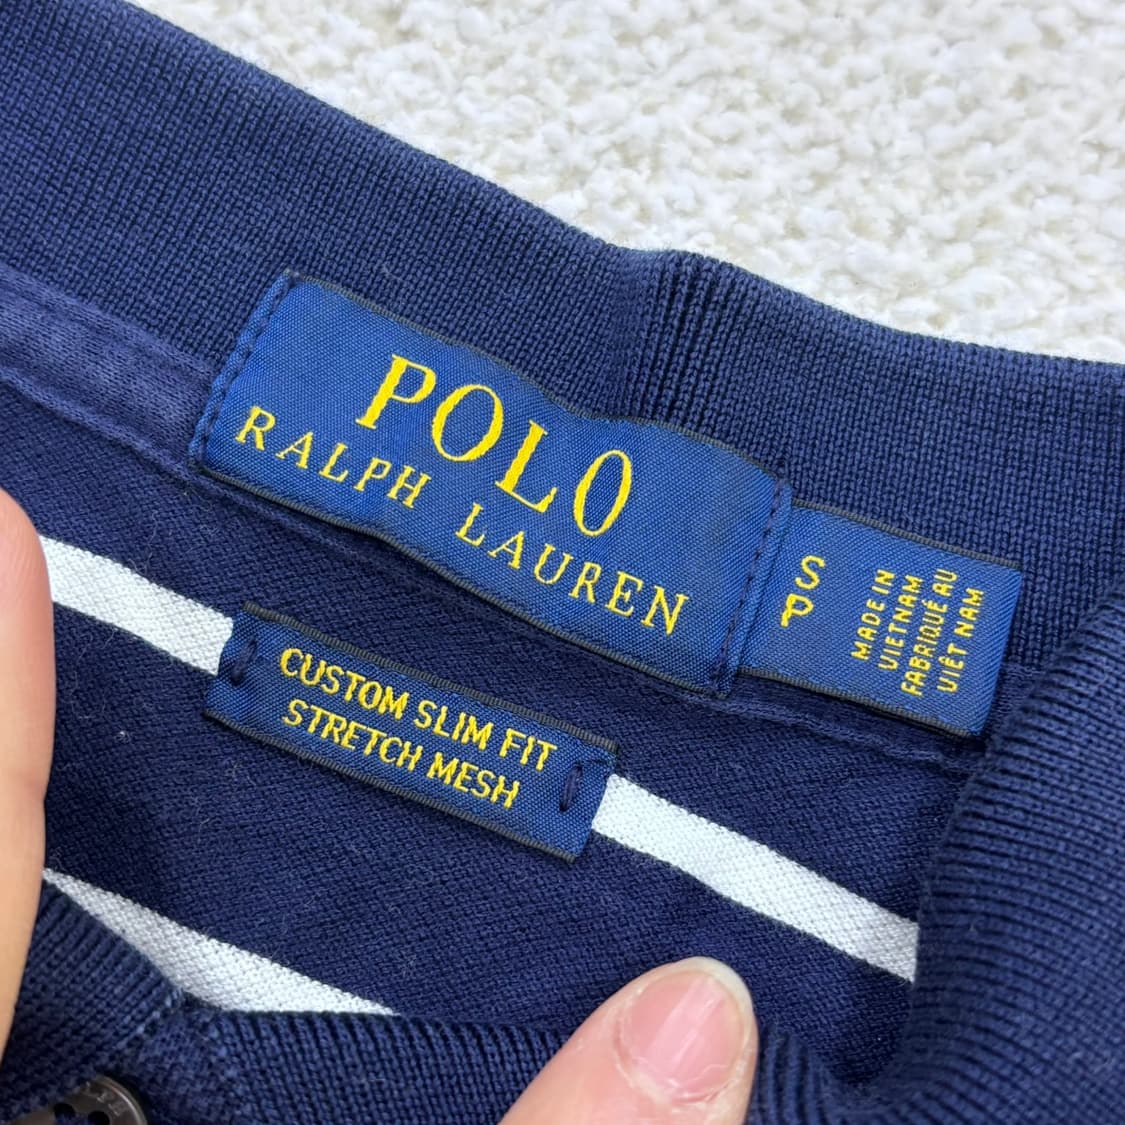 POLO
RALPH LAUREN
S
P
MADE IN
VIETNAM
FABRIQUÉ AU
VIÊT NAM
CUSTOM SLIM FIT
STRETCH MESH